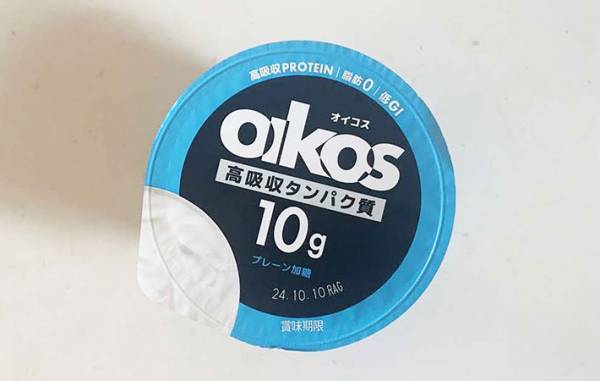 高吸収PROTEIN | 脂肪0 | 低GI
オイコス
oikos
高吸収タンパク質
10g
プレーン加糖
24.10.10 RAG
賞味期限